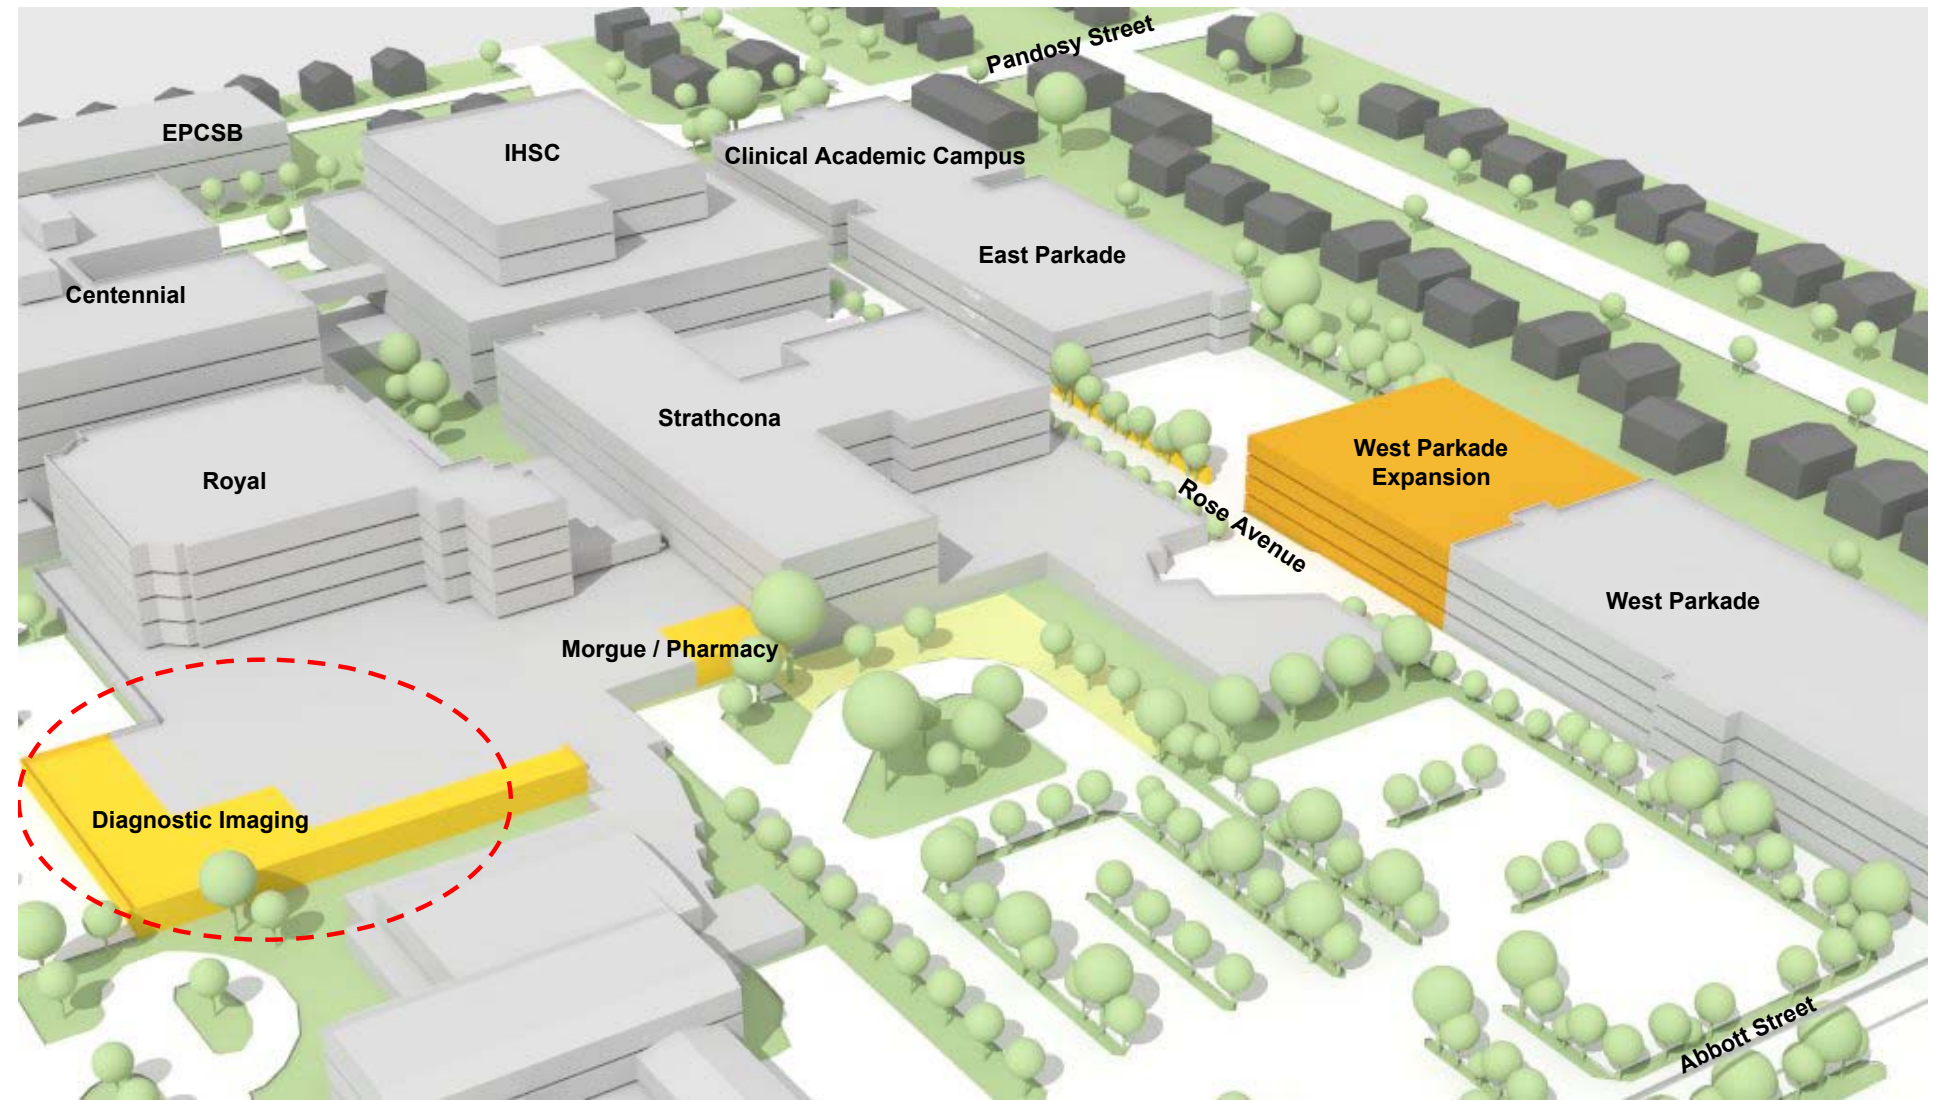 Pandosy Street
EPCSB
IHSC
Clinical Academic Campus
East Parkade
Centennial
Strathcona
West Parkade
Expansion
Royal
Rose Avenue
West Parkade
Morgue / Pharmacy
Diagnostic Imaging
Abbott Street